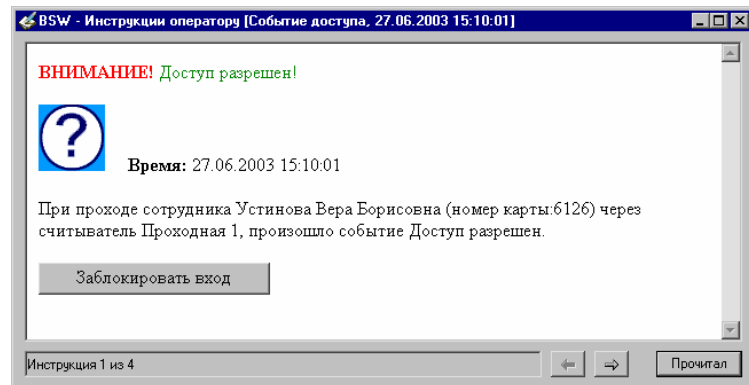 BSW - Инструкции оператору [Событие доступа, 27.06.2003 15:10:01]
ВНИМАНИЕ! Доступ разрешен!
?
Время: 27.06.2003 15:10:01
При проходе сотрудника Устинова Вера Борисовна (номер карты:6126) через
считыватель Проходная 1, произошло событие Доступ разрешен.
Заблокировать вход
Инструкция 1 из 4
Прочитал